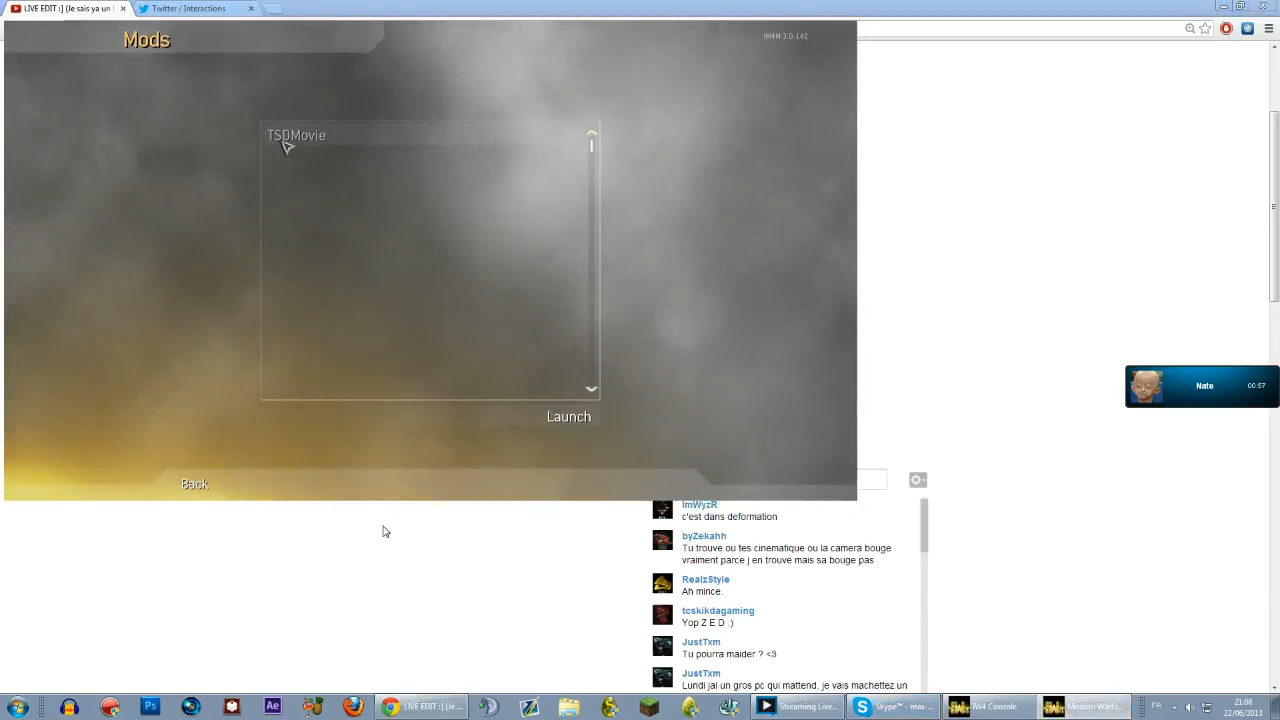 LIVE EDIT :] (Je sais ya un
Twitter / Interactions
Mods
IW4M:3.0-142
TSDMovie
Launch
Back
Nate
00:57
ImWyzR
c'est dans deformation
byZekahh
Tu trouve ou tes cinematique ou la camera bouge
vraiment parce j en trouve mais sa bouge pas
RealzStyle
Ah mince.
tcskikdagaming
Yop Z E D :)
JustTxm
Tu pourra maider ? <3
JustTxm
Lundi jai un gros pc qui mattend, je vais machettez un
Ps
Ae
LIVE EDIT :] (Je ...
Streaming Live...
Skype™ - max-...
IW4 Console
Modern Warfa...
FR
21:08
22/06/2013